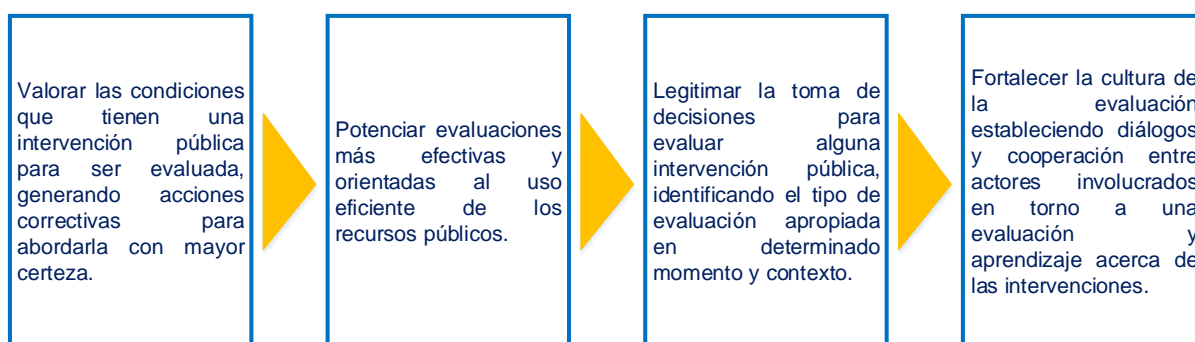 Valorar las condiciones
que tienen una
intervención pública
para ser evaluada,
generando acciones
correctivas para
abordarla con mayor
certeza.
Potenciar evaluaciones
más efectivas y
orientadas al uso
eficiente de los
recursos públicos.
Legitimar la toma de
decisiones para
evaluar alguna
intervención pública,
identificando el tipo de
evaluación apropiada
en determinado
momento y contexto.
Fortalecer la cultura de
la evaluación
estableciendo diálogos
y cooperación entre
actores involucrados
en torno a una
evaluación y
aprendizaje acerca de
las intervenciones.